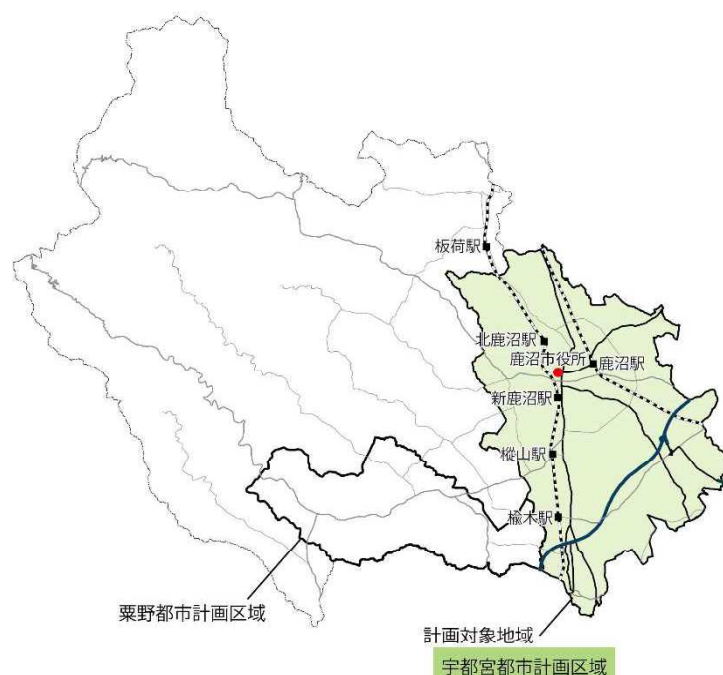 板荷駅
北鹿沼駅
鹿沼市役所
鹿沼駅
新鹿沼駅
樅山駅
楡木駅
粟野都市計画区域
計画対象地域
宇都宮都市計画区域